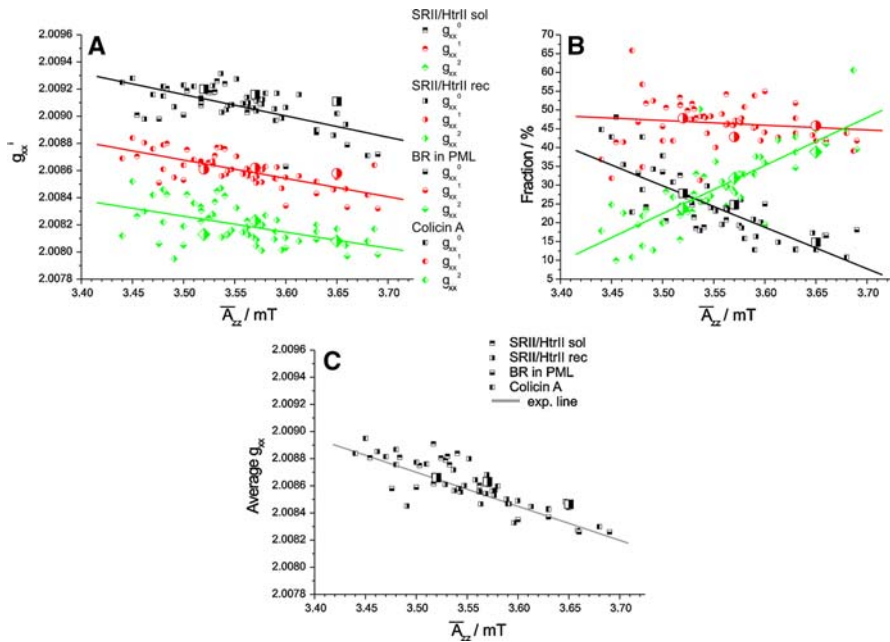 A
2.0096
2.0094
2.0092
2.0090
2.0088
2.0086
2.0084
2.0082
2.0080
2.0078
g_xx^i
3.40 3.45 3.50 3.55 3.60 3.65 3.70
A̅_zz / mT
SRII/HtrII sol
g_xx^0
g_xx^1
g_xx^2
SRII/HtrII rec
g_xx^0
g_xx^1
g_xx^2
BR in PML
g_xx^0
g_xx^1
g_xx^2
Colicin A
g_xx^0
g_xx^1
g_xx^2
B
70
65
60
55
50
45
40
35
30
25
20
15
10
5
Fraction / %
3.40 3.45 3.50 3.55 3.60 3.65 3.70
A̅_zz / mT
C
2.0096
2.0094
2.0092
2.0090
2.0088
2.0086
2.0084
2.0082
2.0080
2.0078
Average g_xx
3.40 3.45 3.50 3.55 3.60 3.65 3.70
A̅_zz / mT
SRII/HtrII sol
SRII/HtrII rec
BR in PML
Colicin A
exp. line